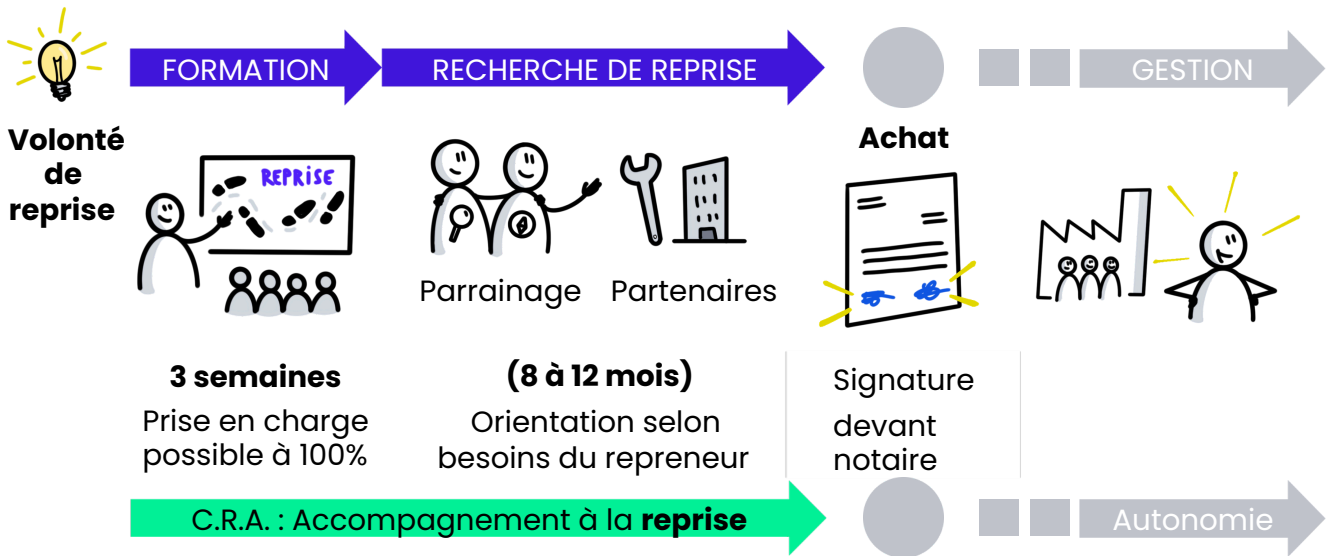 FORMATION
RECHERCHE DE REPRISE
GESTION
Volonté
de
reprise
REPRISE
Parrainage
Partenaires
Achat
3 semaines
Prise en charge
possible à 100%
(8 à 12 mois)
Orientation selon
besoins du repreneur
Signature
devant
notaire
C.R.A. : Accompagnement à la reprise
Autonomie